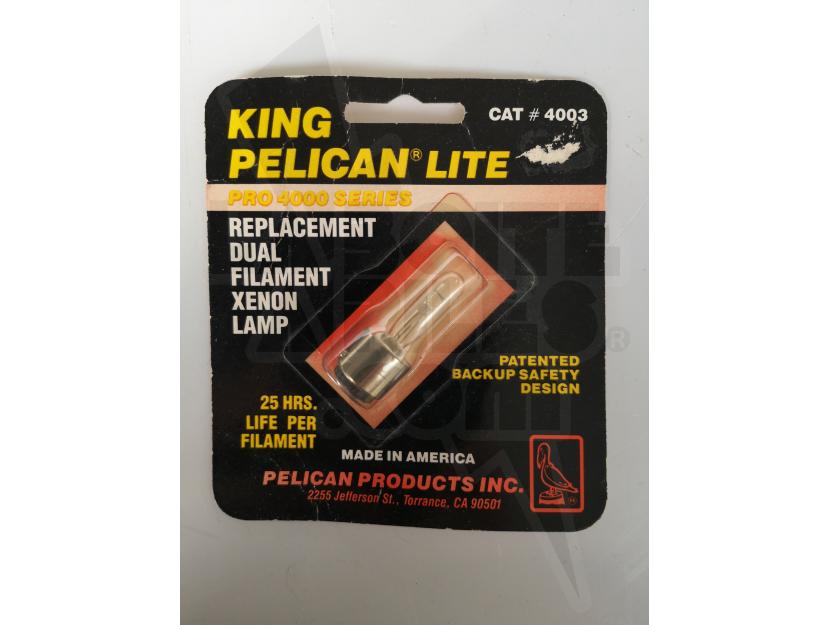 CAT # 4003
KING
PELICAN® LITE
PRO 4000 SERIES
REPLACEMENT
DUAL
FILAMENT
XENON
LAMP
PATENTED
BACKUP SAFETY
DESIGN
25 HRS.
LIFE PER
FILAMENT
MADE IN AMERICA
PELICAN PRODUCTS INC.
2255 Jefferson St., Torrance, CA 90501